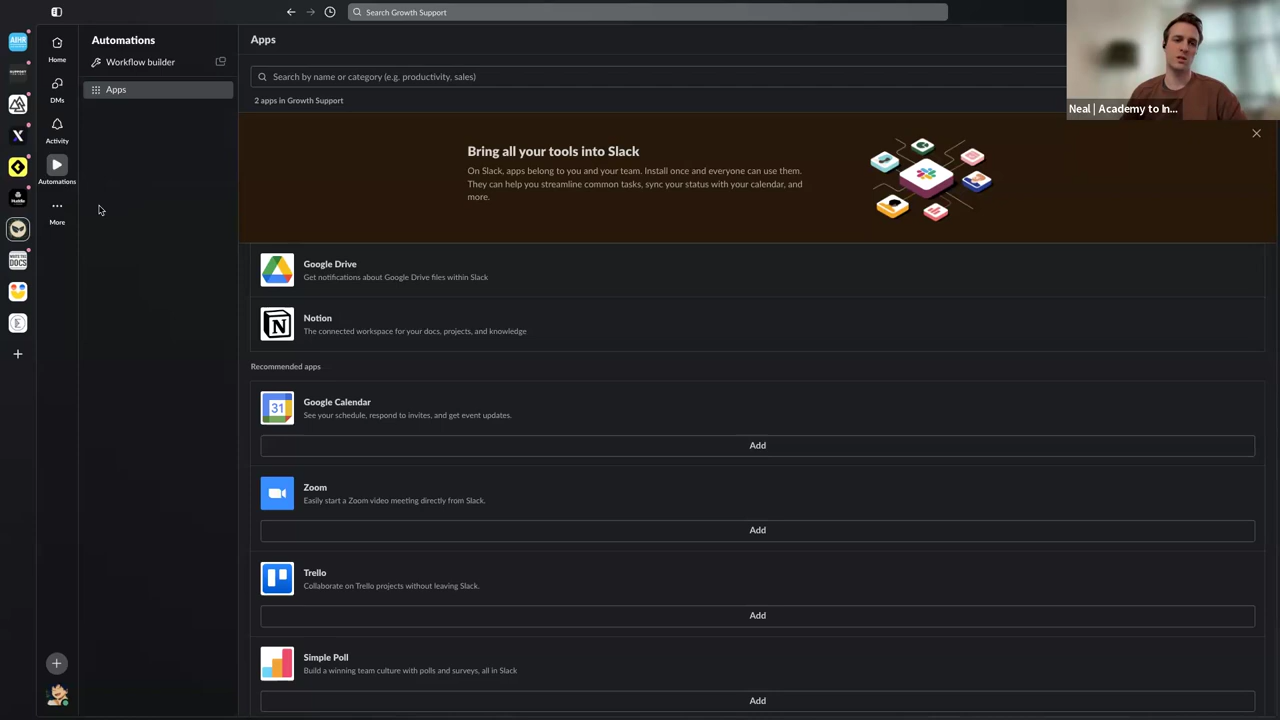 Search Growth Support
Neal | Academy to In...
Home
DMs
Activity
Automations
More
Automations
Workflow builder
Apps
Apps
Search by name or category (e.g. productivity, sales)
2 apps in Growth Support
Bring all your tools into Slack
On Slack, apps belong to you and your team. Install once and everyone can use them.
They can help you streamline common tasks, sync your status with your calendar, and
more.
Google Drive
Get notifications about Google Drive files within Slack
Notion
The connected workspace for your docs, projects, and knowledge
Recommended apps
31
Google Calendar
See your schedule, respond to invites, and get event updates.
Add
Zoom
Easily start a Zoom video meeting directly from Slack.
Add
Trello
Collaborate on Trello projects without leaving Slack.
Add
Simple Poll
Build a winning team culture with polls and surveys, all in Slack
Add